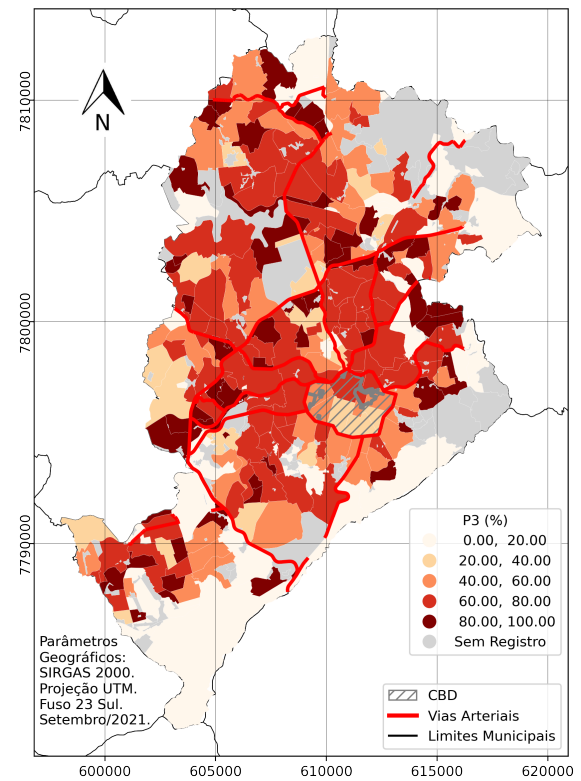 7810000
N
7800000
7790000
P3 (%)
0.00, 20.00
20.00, 40.00
40.00, 60.00
60.00, 80.00
80.00, 100.00
Sem Registro
Parâmetros
Geográficos:
SIRGAS 2000.
Projeção UTM.
Fuso 23 Sul.
Setembro/2021.
CBD
Vias Arteriais
Limites Municipais
600000 605000 610000 615000 620000